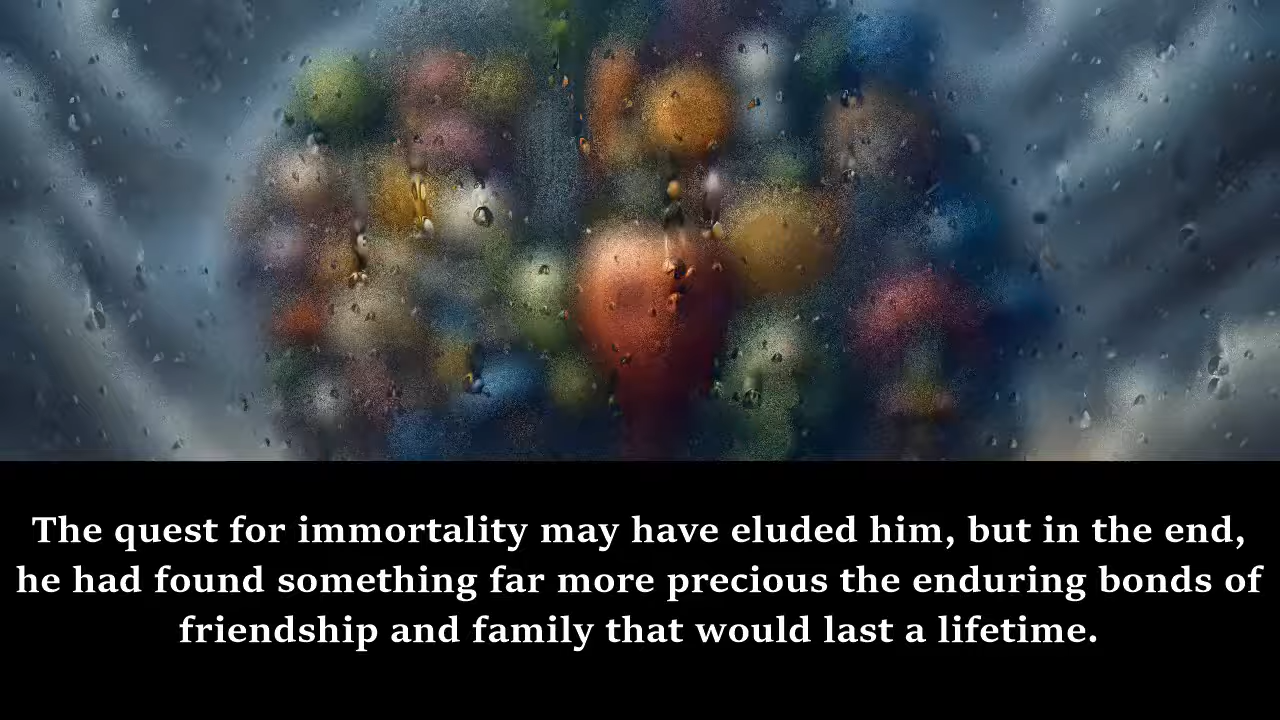 The quest for immortality may have eluded him, but in the end,
he had found something far more precious the enduring bonds of
friendship and family that would last a lifetime.